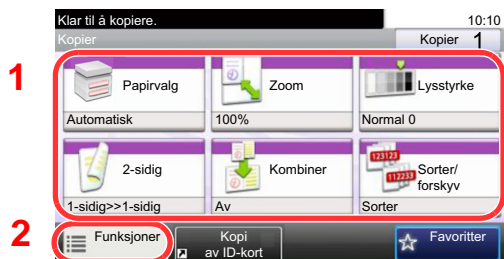 Klar til å kopiere.
10:10
Kopier
Kopier 1
1
Papirvalg
Zoom
Lysstyrke
Automatisk
100%
Normal 0
123123
112233
2-sidig
Kombiner
Sorter/
forskyv
1-sidig>>1-sidig
Av
Sorter
2
Funksjoner
Kopi
av ID-kort
Favoritter